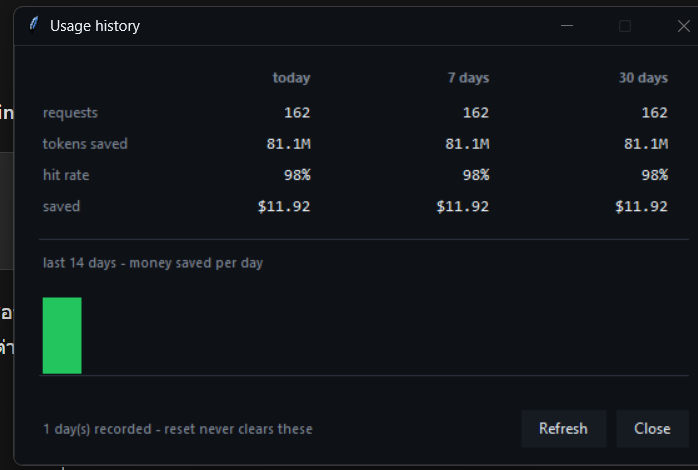 Usage history
today 7 days 30 days
requests 162 162 162
tokens saved 81.1M 81.1M 81.1M
hit rate 98% 98% 98%
saved $11.92 $11.92 $11.92
last 14 days - money saved per day
1 day(s) recorded - reset never clears these
Refresh Close